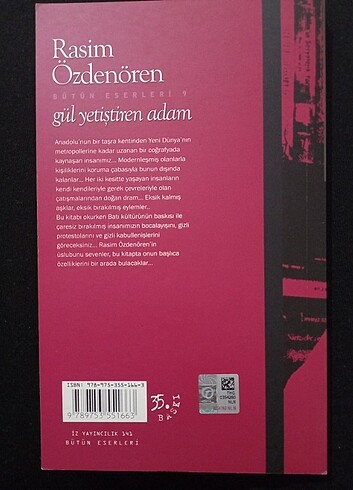 Rasim
Özdenören
BÜTÜN ESERLERİ 9
gül yetiştiren adam
Anadolu'nun bir taşra kentinden Yeni Dünya'nın
metropollerine kadar uzanan bir coğrafyada
kaynaşan insanımız... Modernleşmiş olanlarla
kişiliklerini koruma çabasıyla bunun dışında
kalanlar... Her iki kesitte yaşayan insanların
kendi kendileriyle gerek çevreleriyle olan
çatışmalarından doğan dram... Eksik kalmış
aşklar, eksik bırakılmış eylemler..
Bu kitabı okurken Batı kültürünün baskısı ile
çaresiz bırakılmış insanımızın bocalayışını, gizli
protestolarını ve gizli kabullenişlerini
göreceksiniz... Rasim Özdenören'in
üslubunu sevenler, bu kitapta onun başlıca
özelliklerini bir arada bulacaklar...
ISBN: 978-975-355-166-3
9 789753 551663
35. BASKI
İZ YAYINCILIK 141
BÜTÜN ESERLERİ